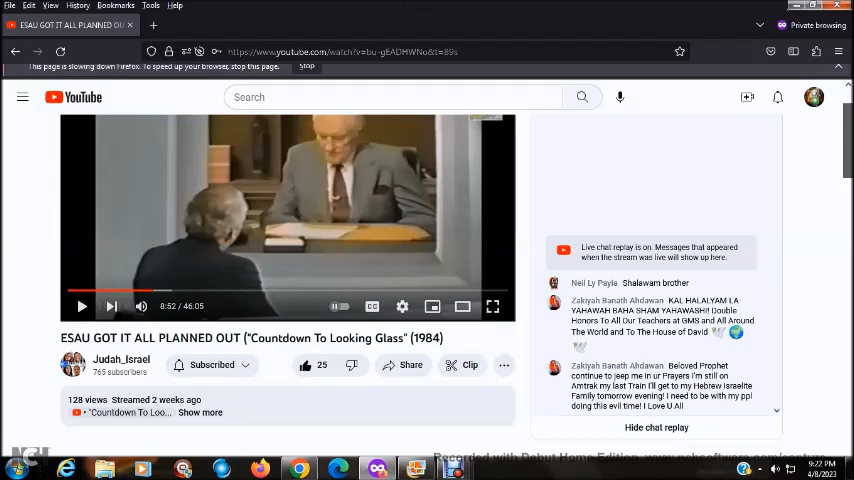 File Edit View History Bookmarks Tools Help
ESAU GOT IT ALL PLANNED OU
Private browsing
https://www.youtube.com/watch?v=bu-gEADHWNo&t=89s
This page is slowing down Firefox. To speed up your browser, stop this page. Stop
YouTube
Search
Live chat replay is on. Messages that appeared
when the stream was live will show up here.
Neil Ly Payia Shalawam brother
Zakiyah Banath Ahdawan KAL HALALYAM LA
YAHAWAH BAHA SHAM YAHAWASHI! Double
Honors To All Our Teachers at GMS and All Around
The World and To The House of David
Zakiyah Banath Ahdawan Beloved Prophet
continue to jeep me in ur Prayers I'm still on
Amtrak my last Train I'll get to my Hebrew Israelite
Family tomorrow evening! I need to be with my ppl
doing this evil time! I Love U All
Hide chat replay
8:52 / 46:05
CC
ESAU GOT IT ALL PLANNED OUT ("Countdown To Looking Glass" (1984)
Judah_Israel
765 subscribers
Subscribed
25
Share
Clip
128 views Streamed 2 weeks ago
• "Countdown To Loo... Show more
NCH
Recorded with Debut Home Edition
9:22 PM
4/8/2023